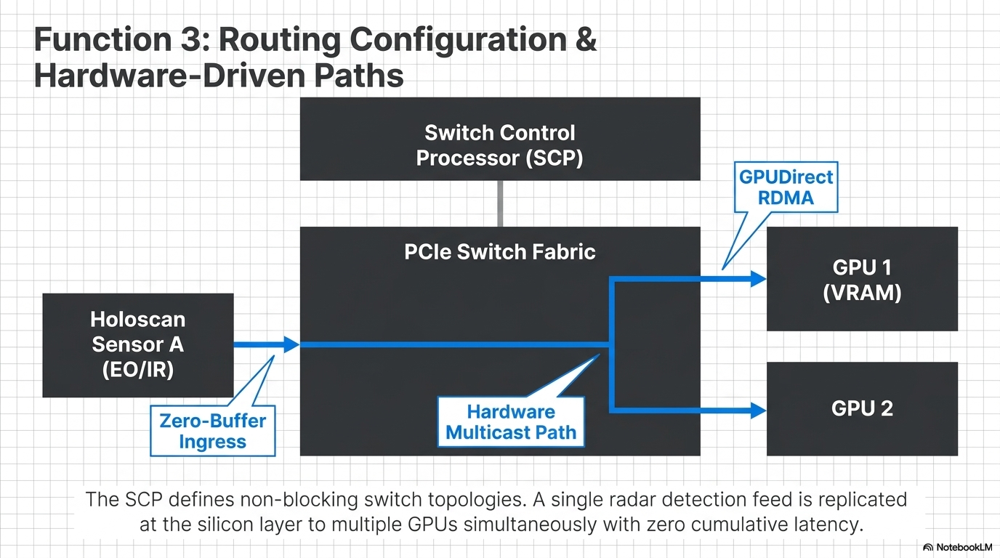 Function 3: Routing Configuration &
Hardware-Driven Paths
Switch Control
Processor (SCP)
GPUDirect
RDMA
PCIe Switch Fabric
GPU 1
(VRAM)
Holoscan
Sensor A
(EO/IR)
Zero-Buffer
Ingress
Hardware
Multicast Path
GPU 2
The SCP defines non-blocking switch topologies. A single radar detection feed is replicated
at the silicon layer to multiple GPUs simultaneously with zero cumulative latency.
NotebookLM